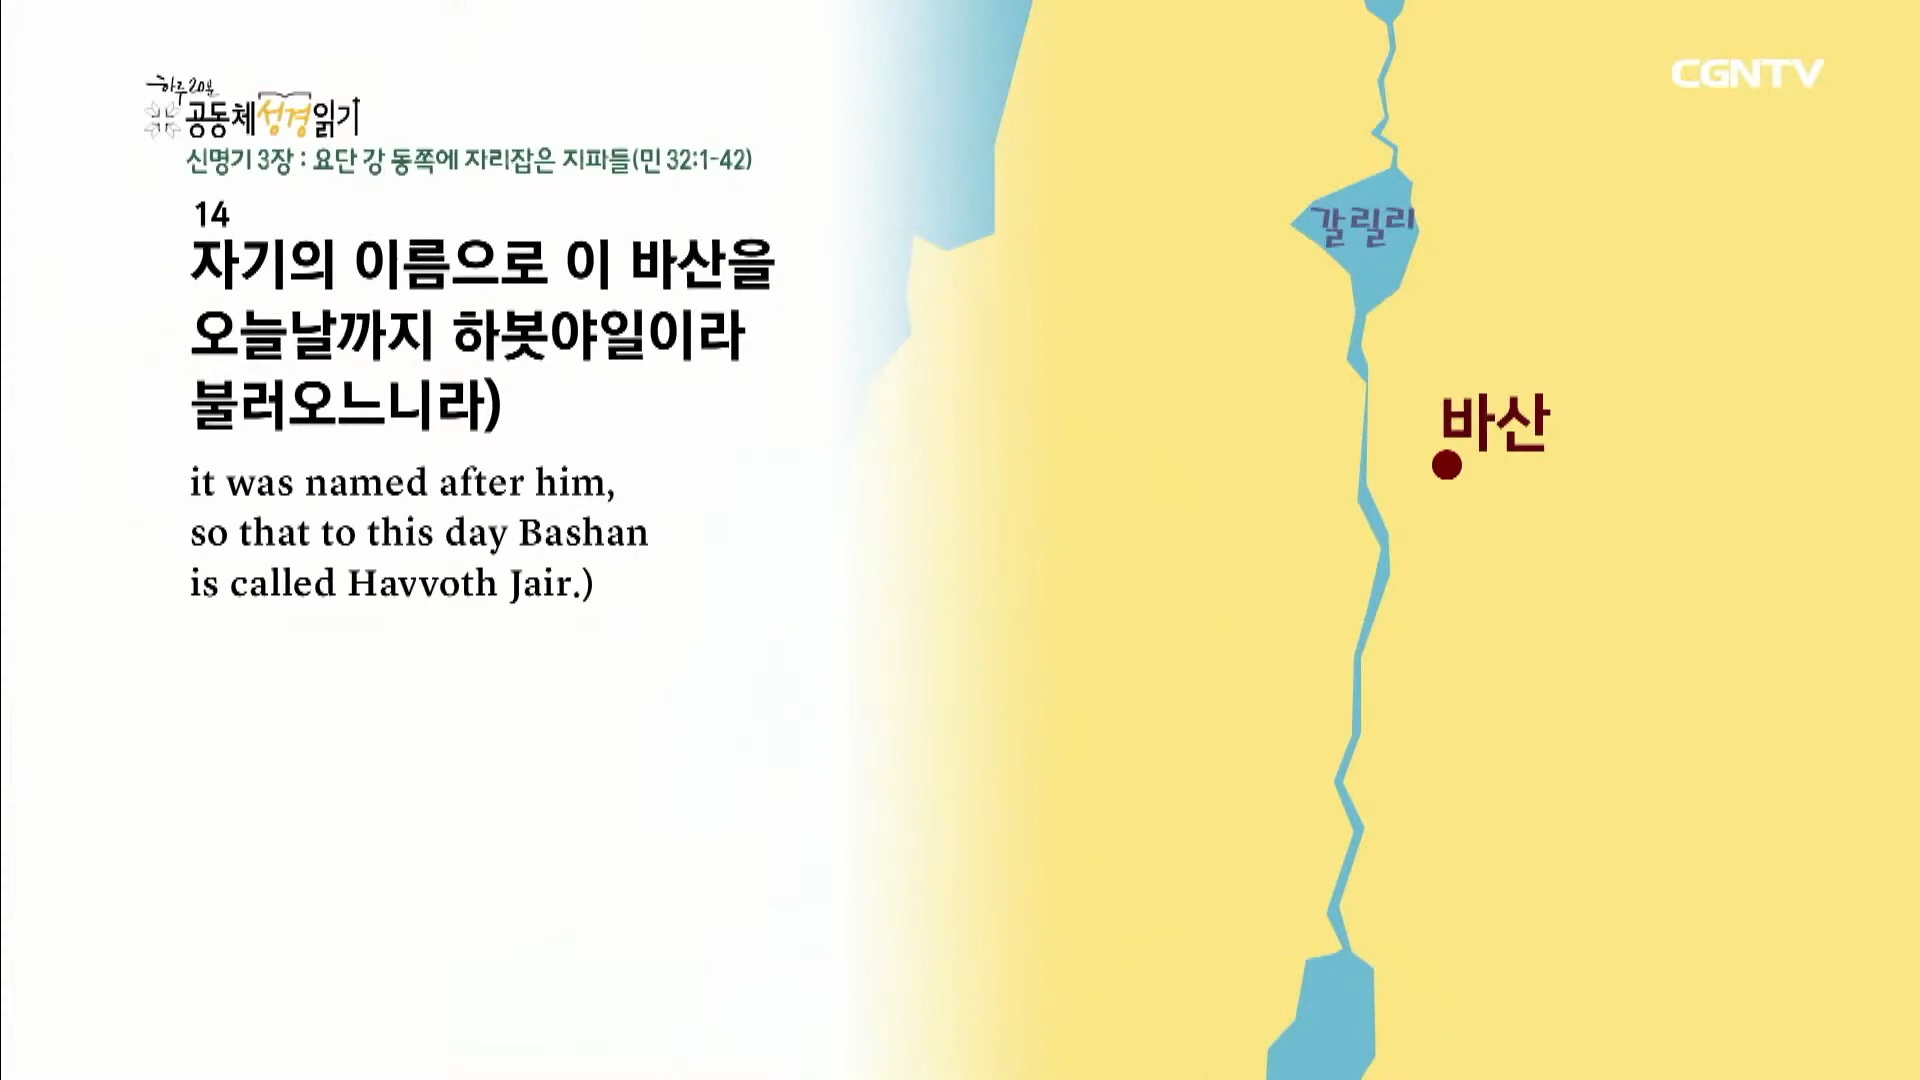 하루 20분
공동체성경읽기
CGNTV
신명기 3장 : 요단 강 동쪽에 자리잡은 지파들(민 32:1-42)
14
자기의 이름으로 이 바산을
오늘날까지 하봇야일이라
불러오느니라)
it was named after him,
so that to this day Bashan
is called Havvoth Jair.)
갈릴리
바산